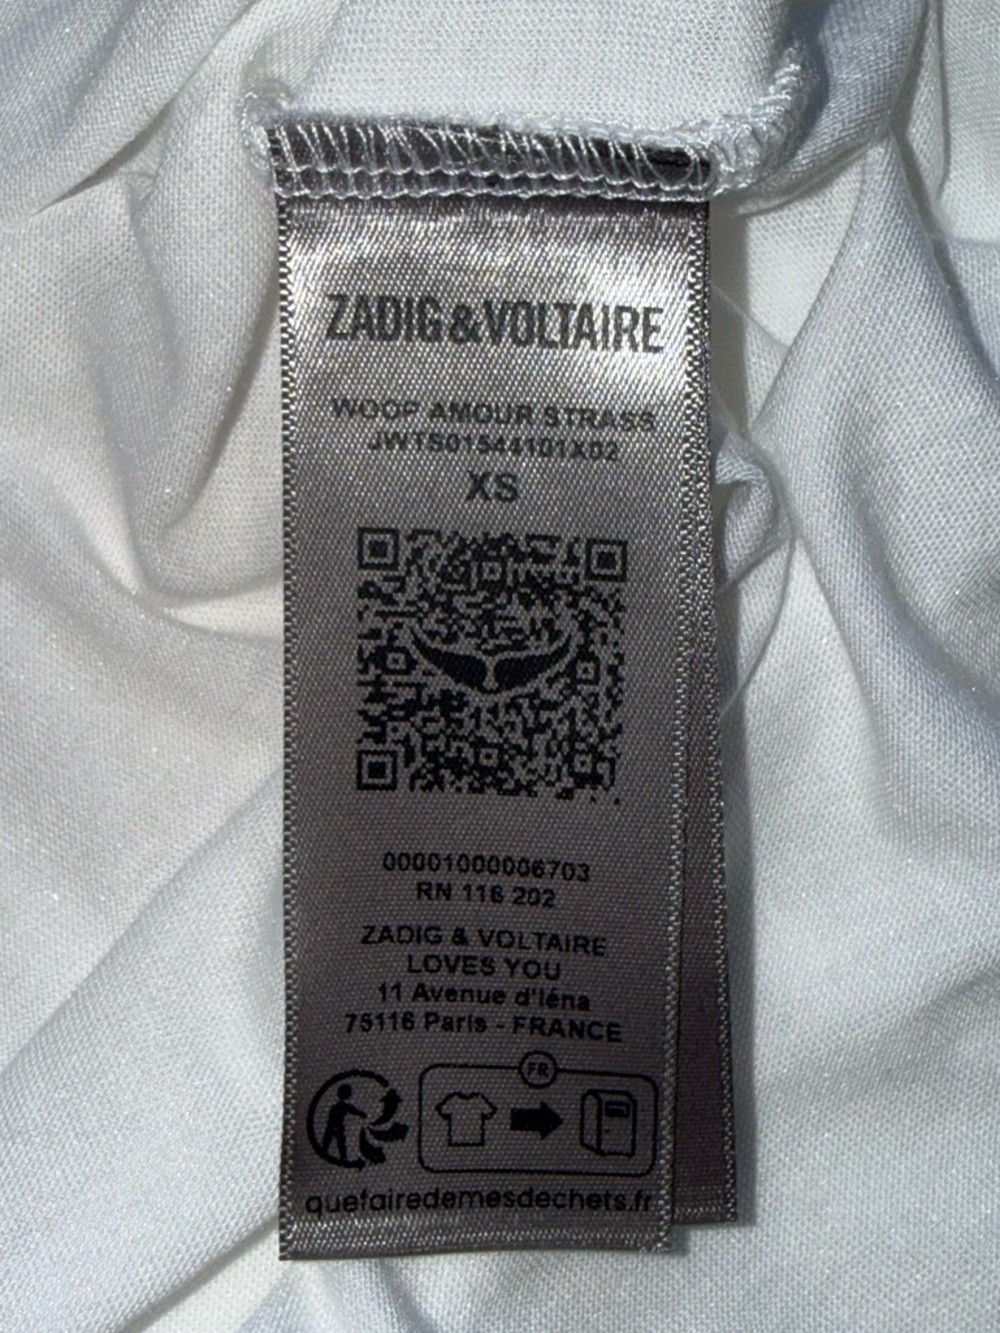 ZADIG&VOLTAIRE
WOOP AMOUR STRASS
JWTS01544101X02
XS
00001000006703
RN 116 202
ZADIG & VOLTAIRE
LOVES YOU
11 Avenue d'Iéna
75116 Paris - FRANCE
FR
quefairedemesdechets.fr